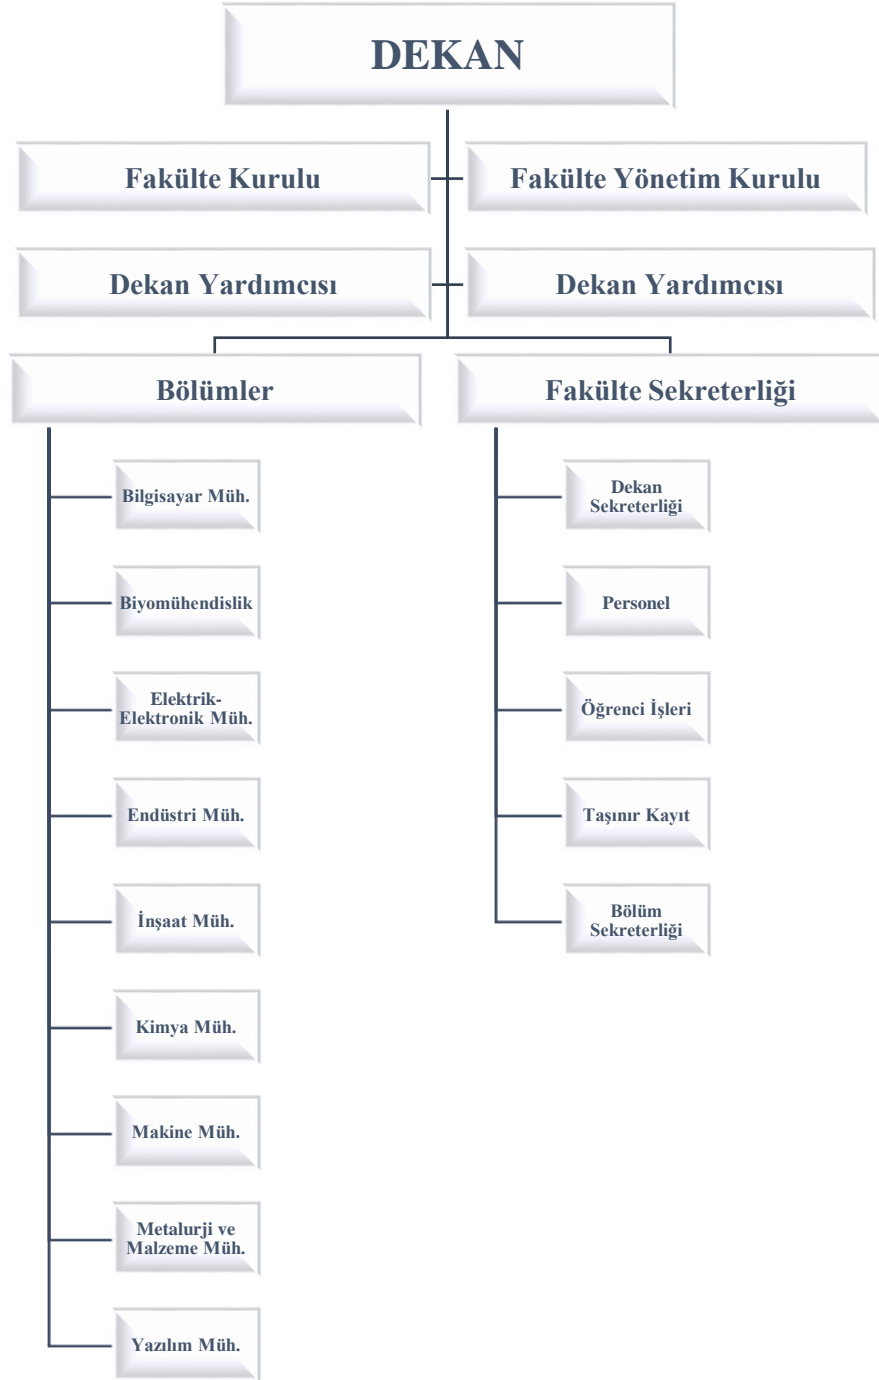 DEKAN
Fakülte Kurulu
Fakülte Yönetim Kurulu
Dekan Yardımcısı
Dekan Yardımcısı
Bölümler
Fakülte Sekreterliği
Bilgisayar Müh.
Biyomühendislik
Elektrik-
Elektronik Müh.
Endüstri Müh.
İnşaat Müh.
Kimya Müh.
Makine Müh.
Metalurji ve
Malzeme Müh.
Yazılım Müh.
Dekan
Sekreterliği
Personel
Öğrenci İşleri
Taşınır Kayıt
Bölüm
Sekreterliği